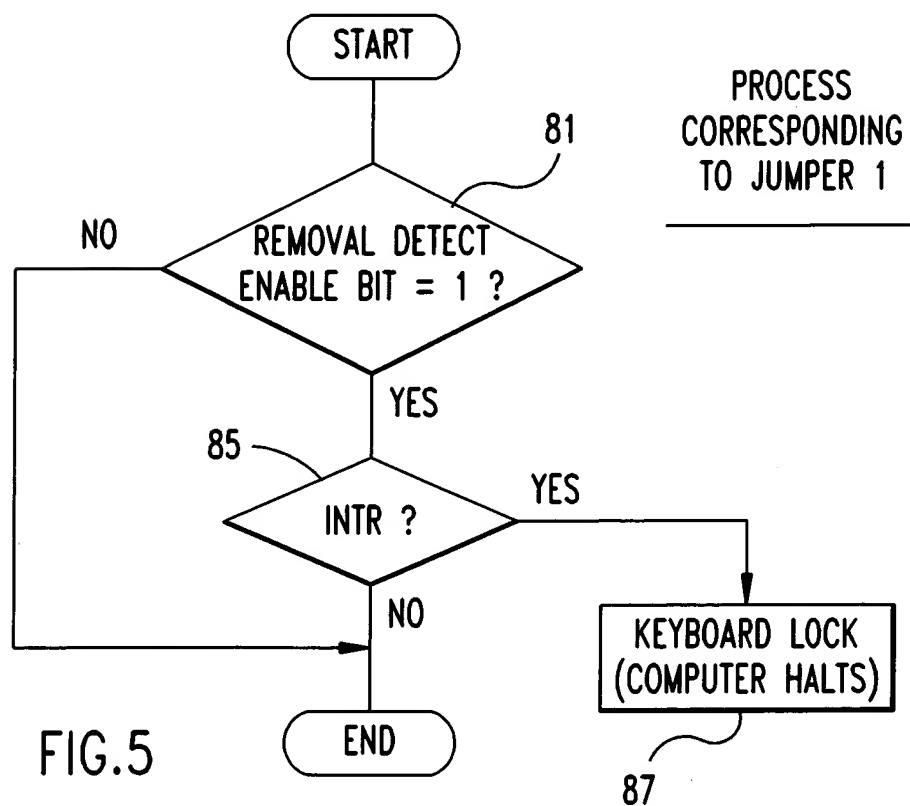 START
PROCESS
CORRESPONDING
TO JUMPER 1
81
NO
REMOVAL DETECT
ENABLE BIT = 1 ?
YES
85
INTR ?
YES
NO
KEYBOARD LOCK
(COMPUTER HALTS)
END
FIG.5
87